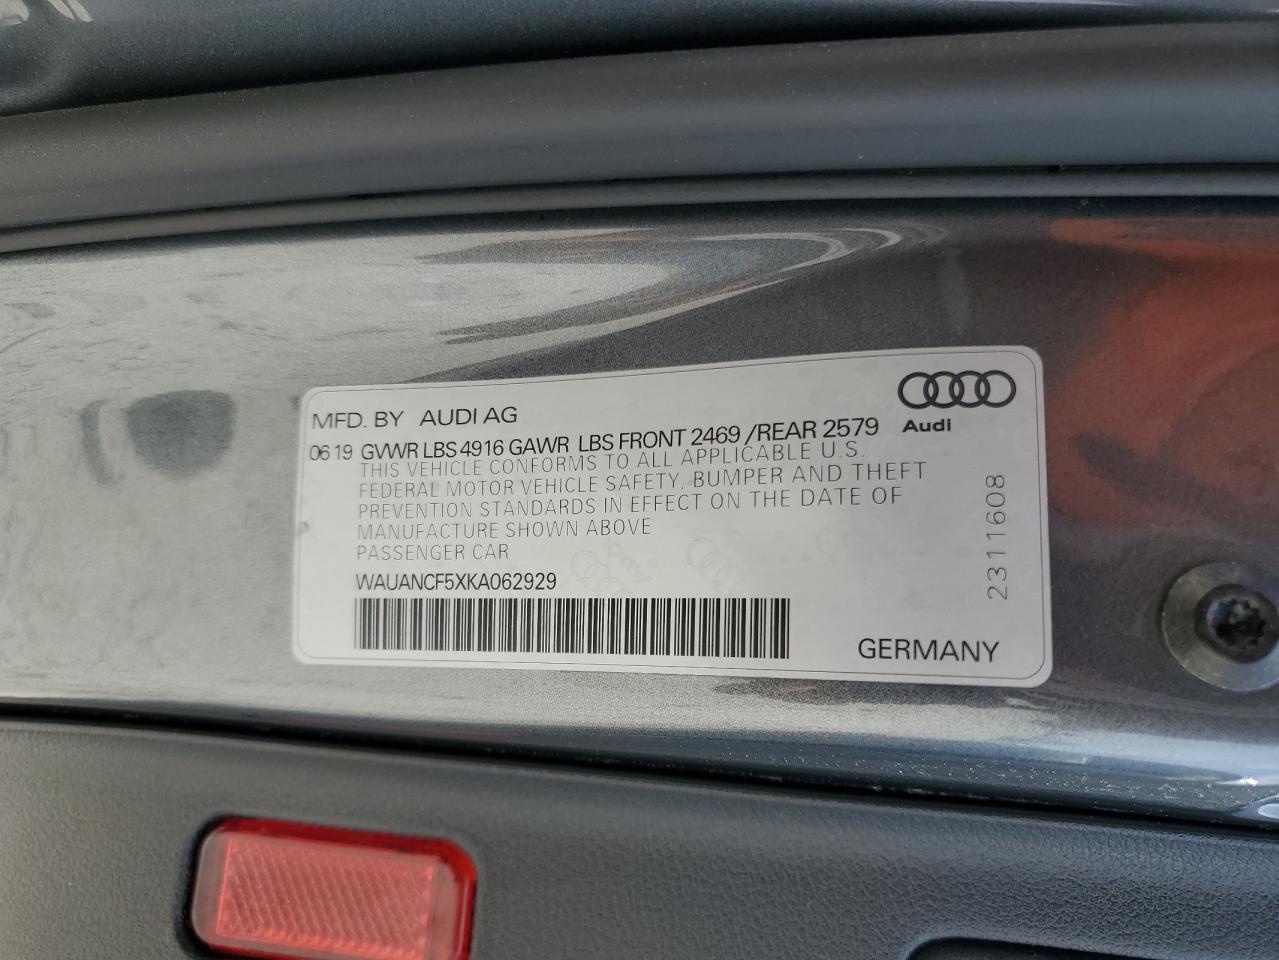 MFD. BY AUDI AG
Audi
06 19 GVWR LBS 4916 GAWR LBS FRONT 2469 /REAR 2579
THIS VEHICLE CONFORMS TO ALL APPLICABLE U.S.
FEDERAL MOTOR VEHICLE SAFETY, BUMPER AND THEFT
PREVENTION STANDARDS IN EFFECT ON THE DATE OF
MANUFACTURE SHOWN ABOVE
PASSENGER CAR
WAUANCF5XKA062929
GERMANY
2311608